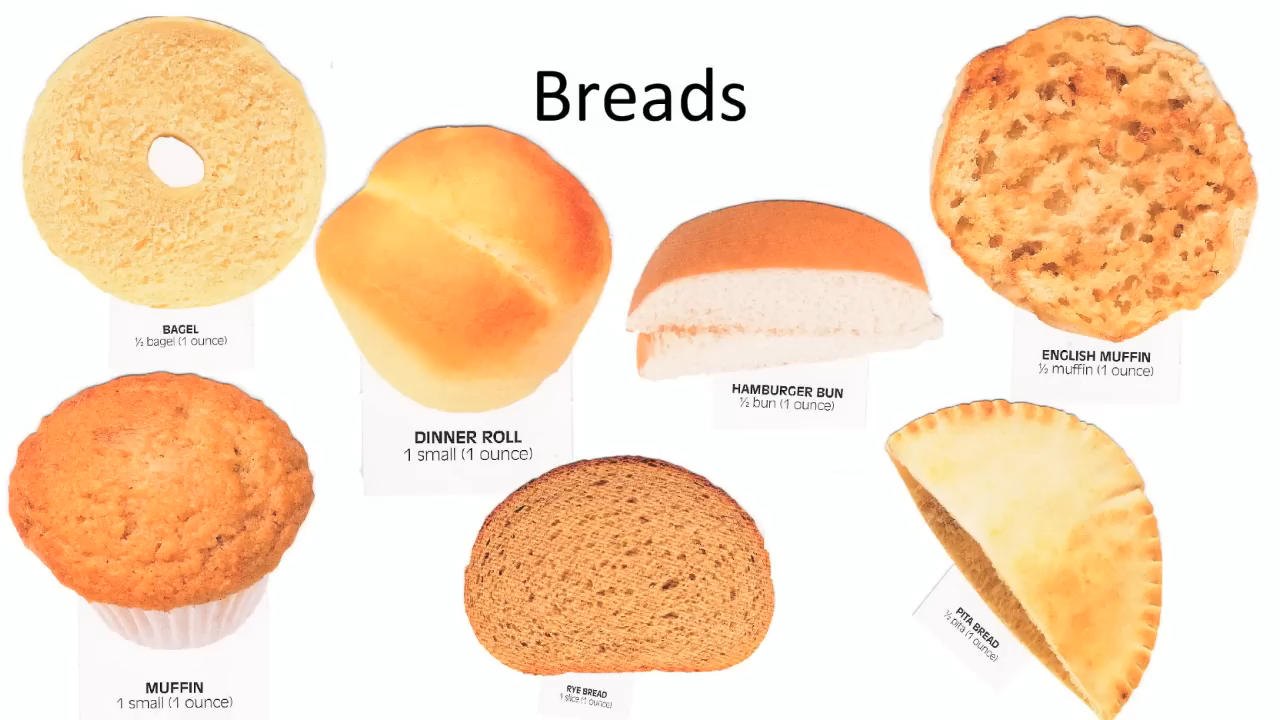 Breads
BAGEL
½ bagel (1 ounce)
DINNER ROLL
1 small (1 ounce)
HAMBURGER BUN
½ bun (1 ounce)
ENGLISH MUFFIN
½ muffin (1 ounce)
MUFFIN
1 small (1 ounce)
RYE BREAD
1 slice (1 ounce)
PITA BREAD
½ pita (1 ounce)